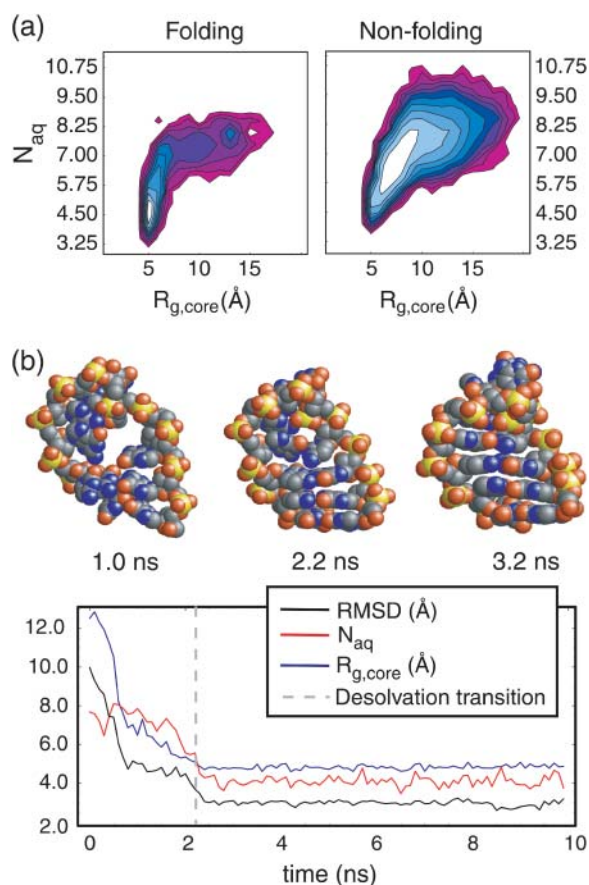 (a)
Folding
Non-folding
N_aq
10.75
9.50
8.25
7.00
5.75
4.50
3.25
10.75
9.50
8.25
7.00
5.75
4.50
3.25
5 10 15
5 10 15
R_g,core (Å)
R_g,core (Å)
(b)
1.0 ns
2.2 ns
3.2 ns
RMSD (Å)
N_aq
R_g,core (Å)
Desolvation transition
12.0
10.0
8.0
6.0
4.0
2.0
0 2 4 6 8 10
time (ns)